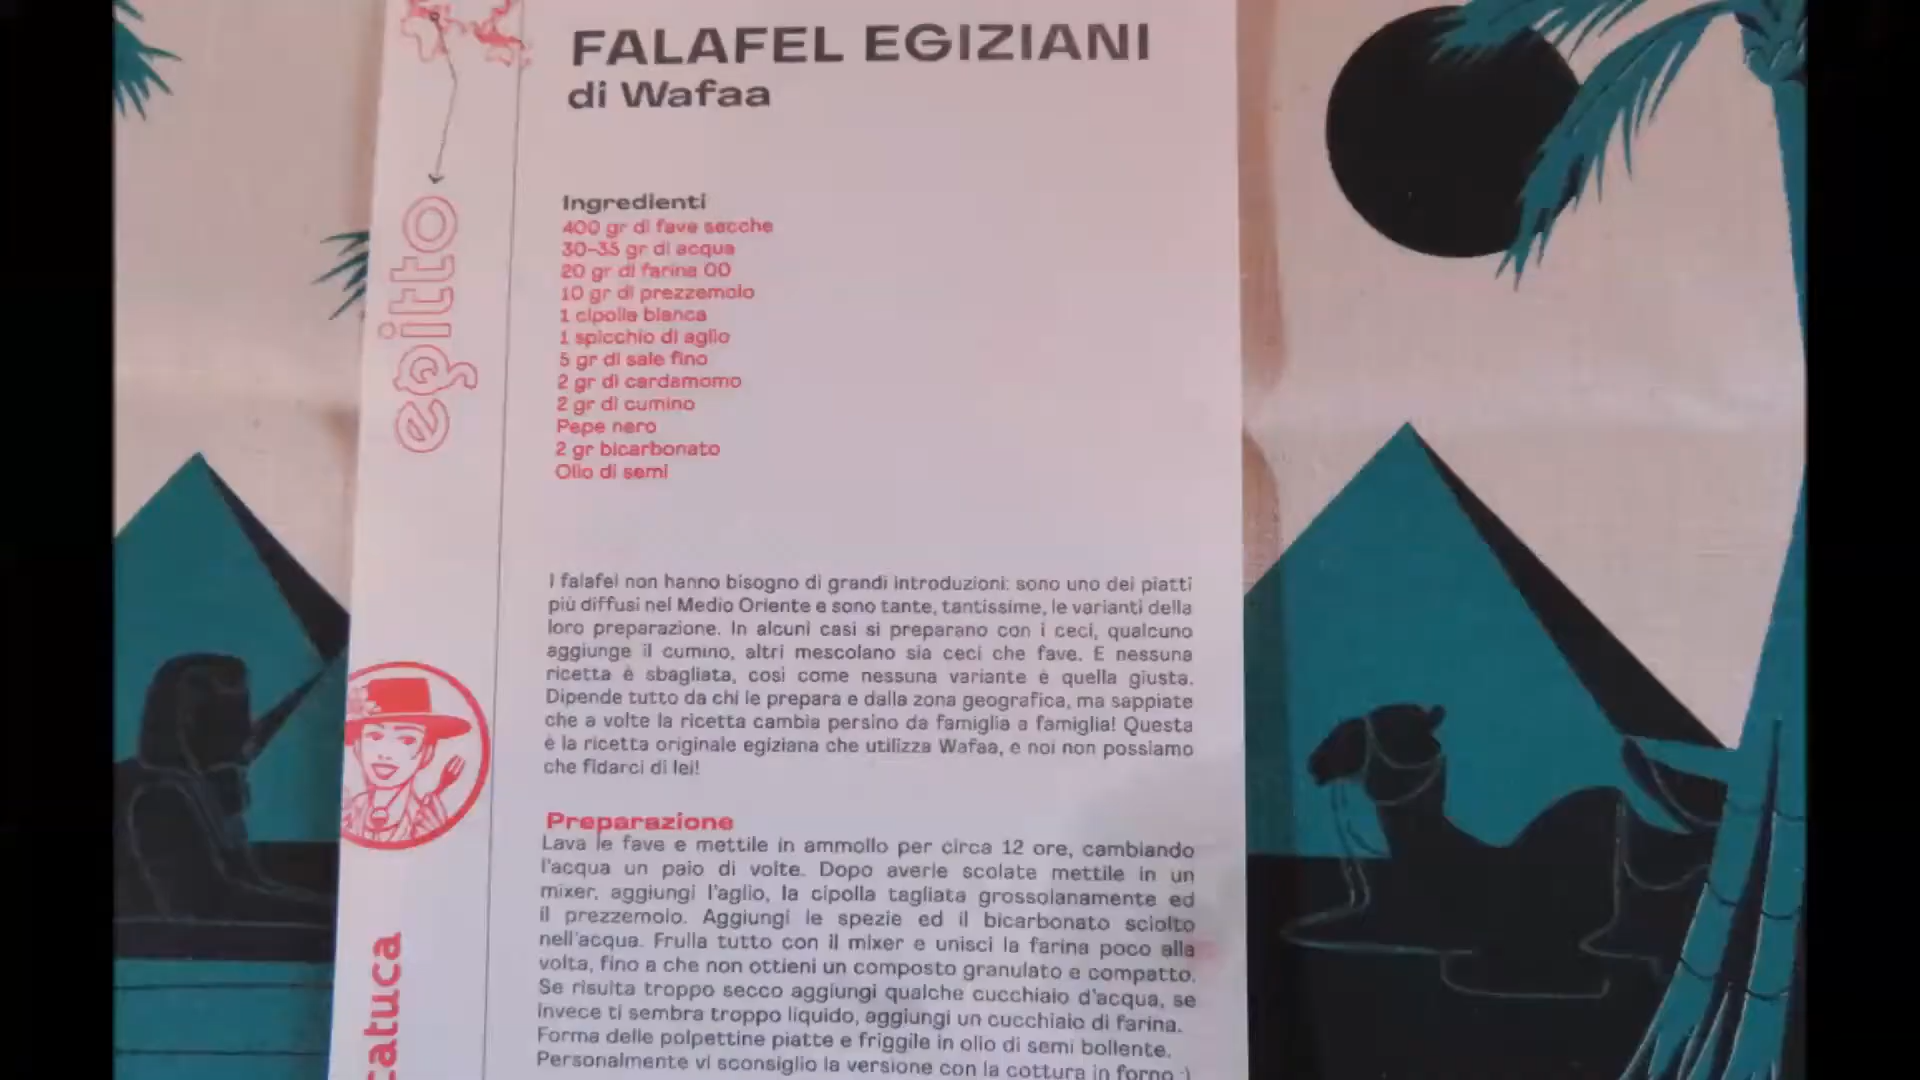 FALAFEL EGIZIANI
di Wafaa
egitto
Ingredienti
400 gr di fave secche
30-35 gr di acqua
20 gr di farina 00
10 gr di prezzemolo
1 cipolla bianca
1 spicchio di aglio
5 gr di sale fino
2 gr di cardamomo
2 gr di cumino
Pepe nero
2 gr bicarbonato
Olio di semi
I falafel non hanno bisogno di grandi introduzioni: sono uno dei piatti
più diffusi nel Medio Oriente e sono tante, tantissime, le varianti della
loro preparazione. In alcuni casi si preparano con i ceci, qualcuno
aggiunge il cumino, altri mescolano sia ceci che fave. E nessuna
ricetta è sbagliata, così come nessuna variante è quella giusta.
Dipende tutto da chi le prepara e dalla zona geografica, ma sappiate
che a volte la ricetta cambia persino da famiglia a famiglia! Questa
è la ricetta originale egiziana che utilizza Wafaa, e noi non possiamo
che fidarci di lei!
Preparazione
Lava le fave e mettile in ammollo per circa 12 ore, cambiando
l'acqua un paio di volte. Dopo averle scolate mettile in un
mixer, aggiungi l'aglio, la cipolla tagliata grossolanamente ed
il prezzemolo. Aggiungi le spezie ed il bicarbonato sciolto
nell'acqua. Frulla tutto con il mixer e unisci la farina poco alla
volta, fino a che non ottieni un composto granulato e compatto.
Se risulta troppo secco aggiungi qualche cucchiaio d'acqua, se
invece ti sembra troppo liquido, aggiungi un cucchiaio di farina.
Forma delle polpettine piatte e friggile in olio di semi bollente.
Personalmente vi sconsiglio la versione con la cottura in forno :)
catuca